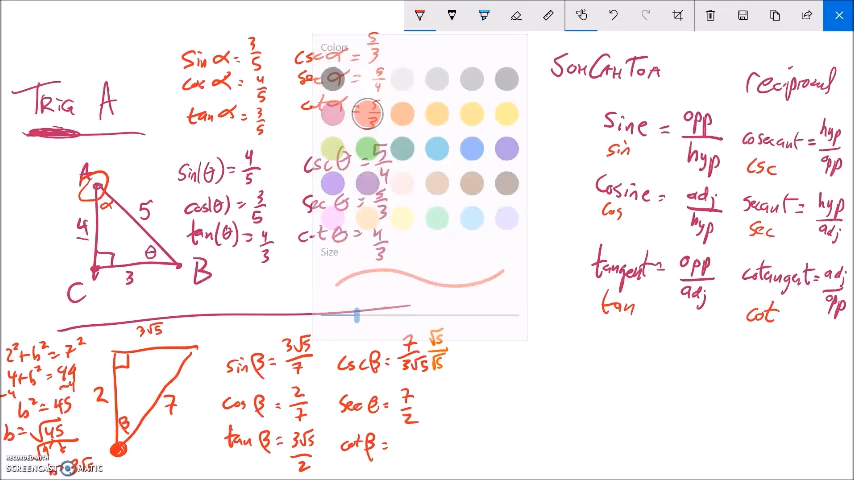 Colors
Size
sin α = 3/5
cos α = 4/5
tan α = 3/5
csc α = 5/3
sec α = 5/4
cot α =
TRIG A
A
α
4
5
θ
3
C
B
sin(θ) = 4/5
cos(θ) = 3/5
tan(θ) = 4/3
csc θ = 5/4
sec θ = 5/3
cot θ = 4/3
SOHCAHTOA
reciprocal
sine = opp/hyp
sin
cosine = adj/hyp
cos
tangent = opp/adj
tan
cosecant = hyp/opp
csc
secant = hyp/adj
sec
cotangent = adj/opp
cot
2² + b² = 7²
4 + b² = 49
-4 -4
b² = 45
b = √45
3√5
2
7
β
sin β = 3√5/7
cos β = 2/7
tan β = 3√5/2
csc β = 7/3√5 √5/√5
sec θ = 7/2
cot β =
RECORDED WITH
SCREENCAST MATIC